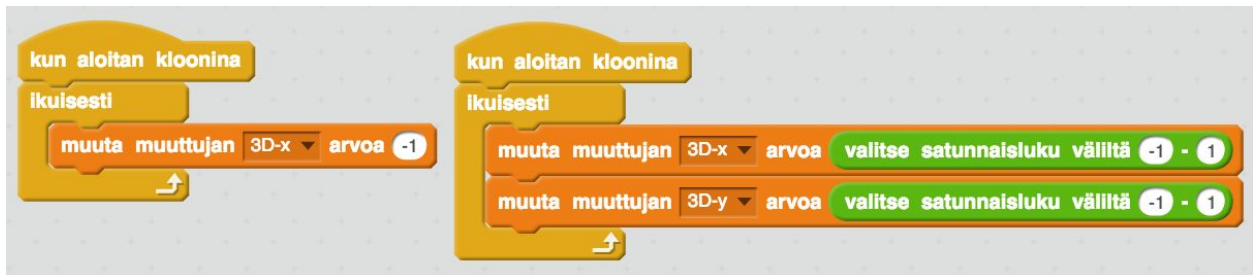 kun aloitan kloonina
ikuisesti
muuta muuttujan 3D-x arvoa -1
kun aloitan kloonina
ikuisesti
muuta muuttujan 3D-x arvoa valitse satunnaisluku väliltä -1 - 1
muuta muuttujan 3D-y arvoa valitse satunnaisluku väliltä -1 - 1